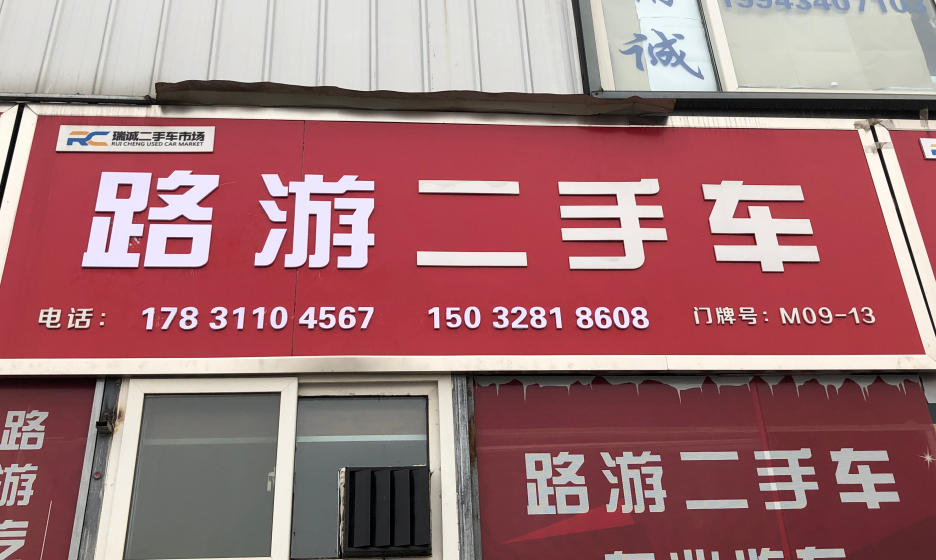 诚
瑞诚二手车市场
RUI CHENG USED CAR MARKET
路游二手车
电话： 178 3110 4567 150 3281 8608 门牌号：M09-13
路游
路游二手车